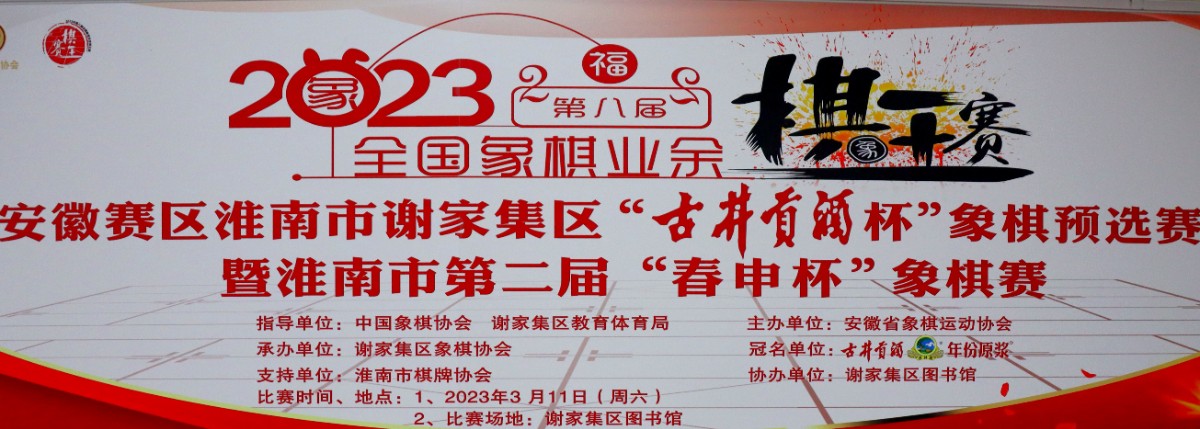 协会
棋王赛
2023 象
福
第八届
棋王赛
象
全国象棋业余
安徽赛区淮南市谢家集区“古井贡酒杯”象棋预选赛
暨淮南市第二届“春申杯”象棋赛
指导单位：中国象棋协会 谢家集区教育体育局
主办单位：安徽省象棋运动协会
承办单位：谢家集区象棋协会
冠名单位：古井贡酒 年份原浆
支持单位：淮南市棋牌协会
协办单位：谢家集区图书馆
比赛时间、地点：1、2023年3月11日（周六）
2、比赛场地：谢家集区图书馆